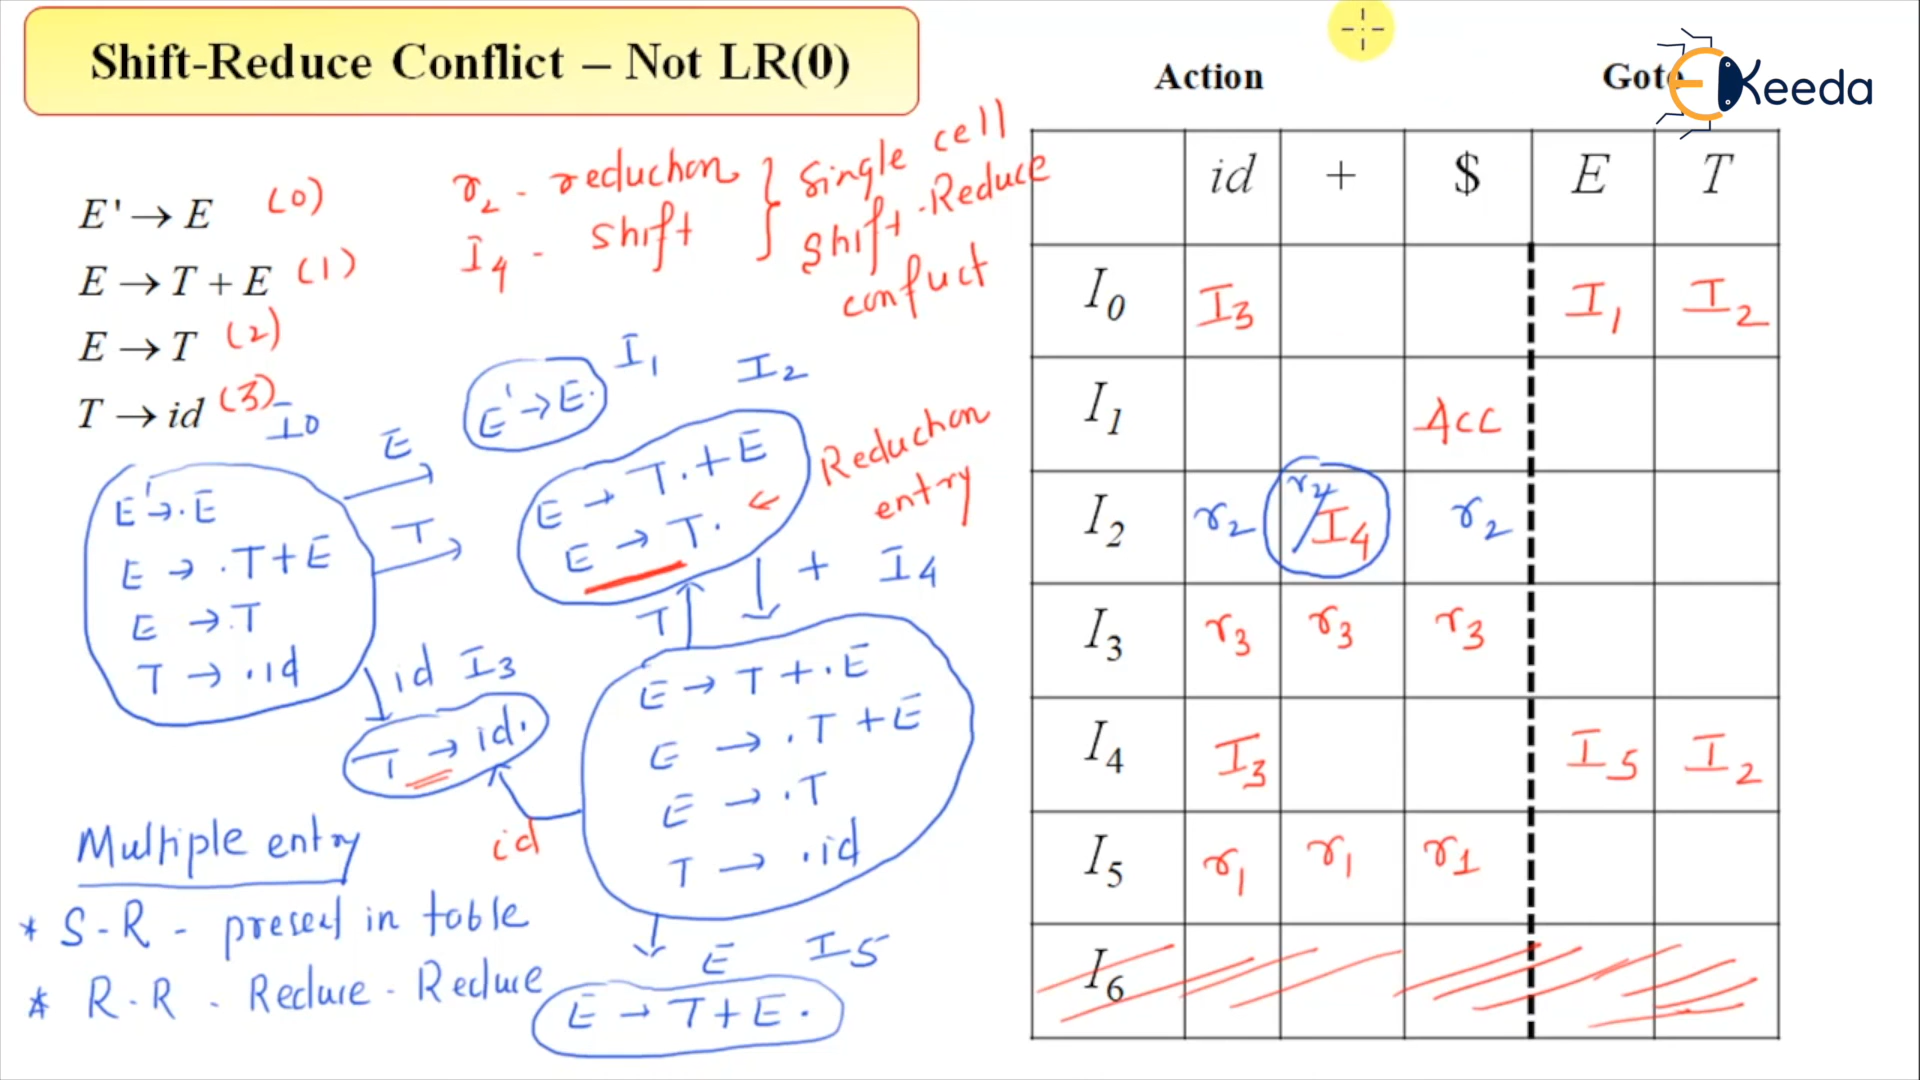 Shift-Reduce Conflict – Not LR(0)
E' → E (0)
E → T + E (1)
E → T (2)
T → id (3)
r2 - reduction
I4 - shift
single cell
shift-Reduce
conflict
I0
E' → .E
E → .T+E
E → .T
T → .id
E
T
I1
E' → E.
I2
E → T.+E
E → T.
Reduction
entry
+ I4
T
id I3
T → id.
id
E → T+.E
E → .T+E
E → .T
T → .id
E I5
E → T+E.
Multiple entry
* S-R - present in table
* R-R - Reduce - Reduce
Action Goto
Keeda
id + $ E T
I0 I3 I1 I2
I1 Acc
I2 r2 r2/I4 r2
I3 r3 r3 r3
I4 I3 I5 I2
I5 r1 r1 r1
I6